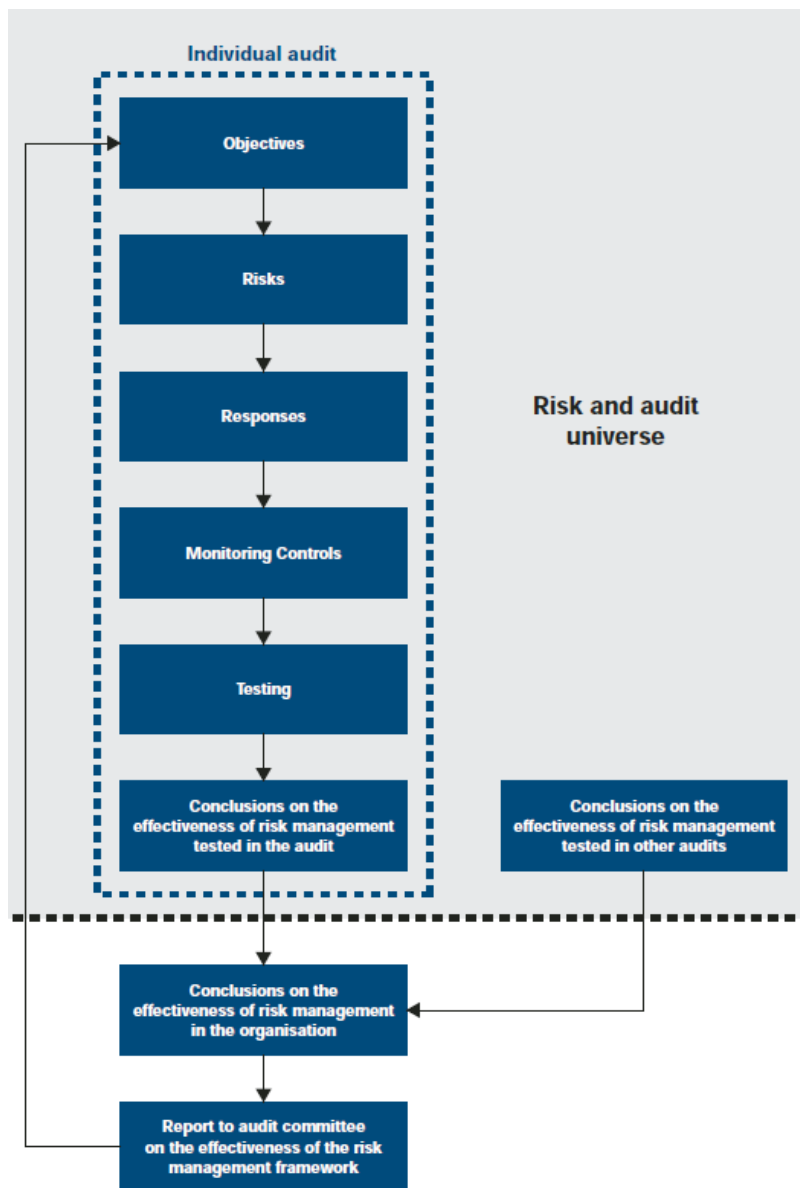 Individual audit
Objectives
Risks
Responses
Risk and audit
universe
Monitoring Controls
Testing
Conclusions on the
effectiveness of risk management
tested in the audit
Conclusions on the
effectiveness of risk management
tested in other audits
Conclusions on the
effectiveness of risk management
in the organisation
Report to audit committee
on the effectiveness of the risk
management framework